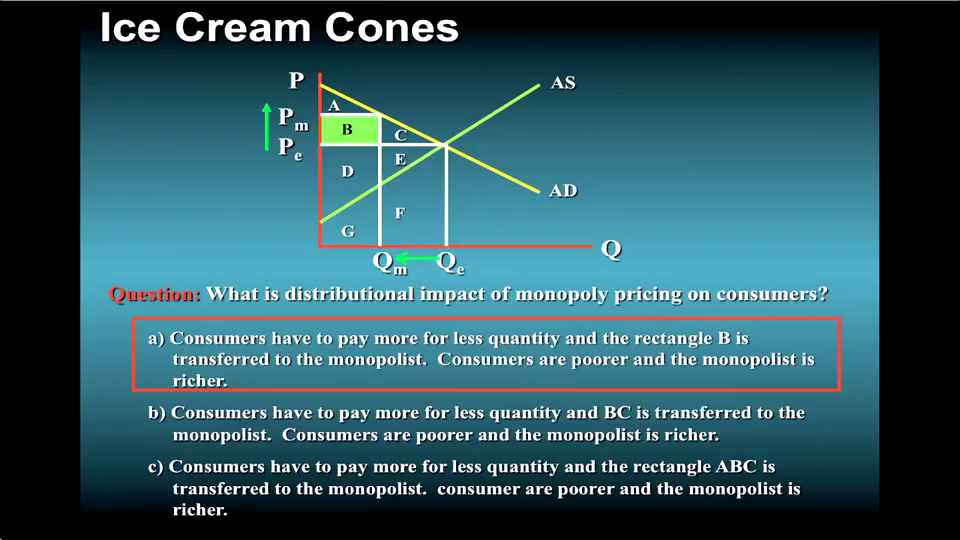 Ice Cream Cones
P
AS
A
Pm
B
C
Pe
E
D
AD
F
G
Q
Qm
Qe
Question: What is distributional impact of monopoly pricing on consumers?
a) Consumers have to pay more for less quantity and the rectangle B is
transferred to the monopolist. Consumers are poorer and the monopolist is
richer.
b) Consumers have to pay more for less quantity and BC is transferred to the
monopolist. Consumers are poorer and the monopolist is richer.
c) Consumers have to pay more for less quantity and the rectangle ABC is
transferred to the monopolist. consumer are poorer and the monopolist is
richer.